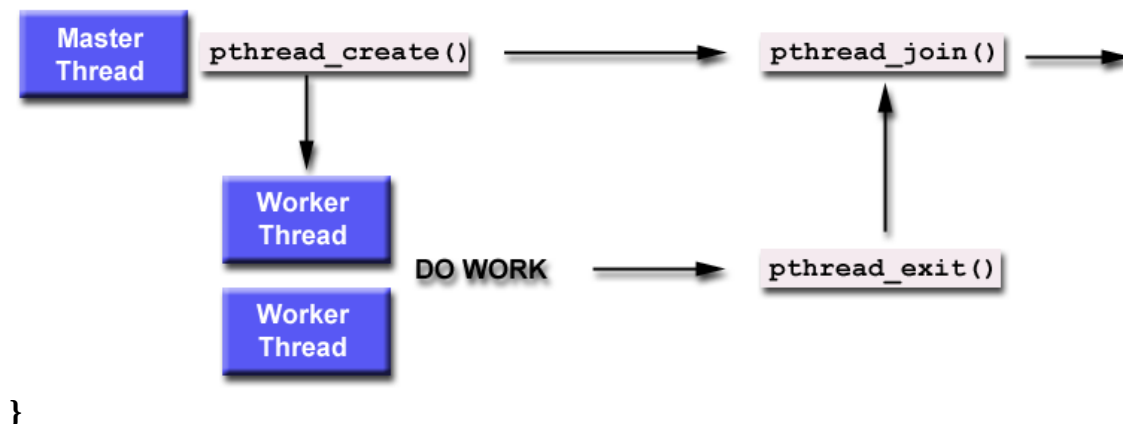 Master
Thread
pthread_create()
pthread_join()
Worker
Thread
DO WORK
pthread_exit()
Worker
Thread
}